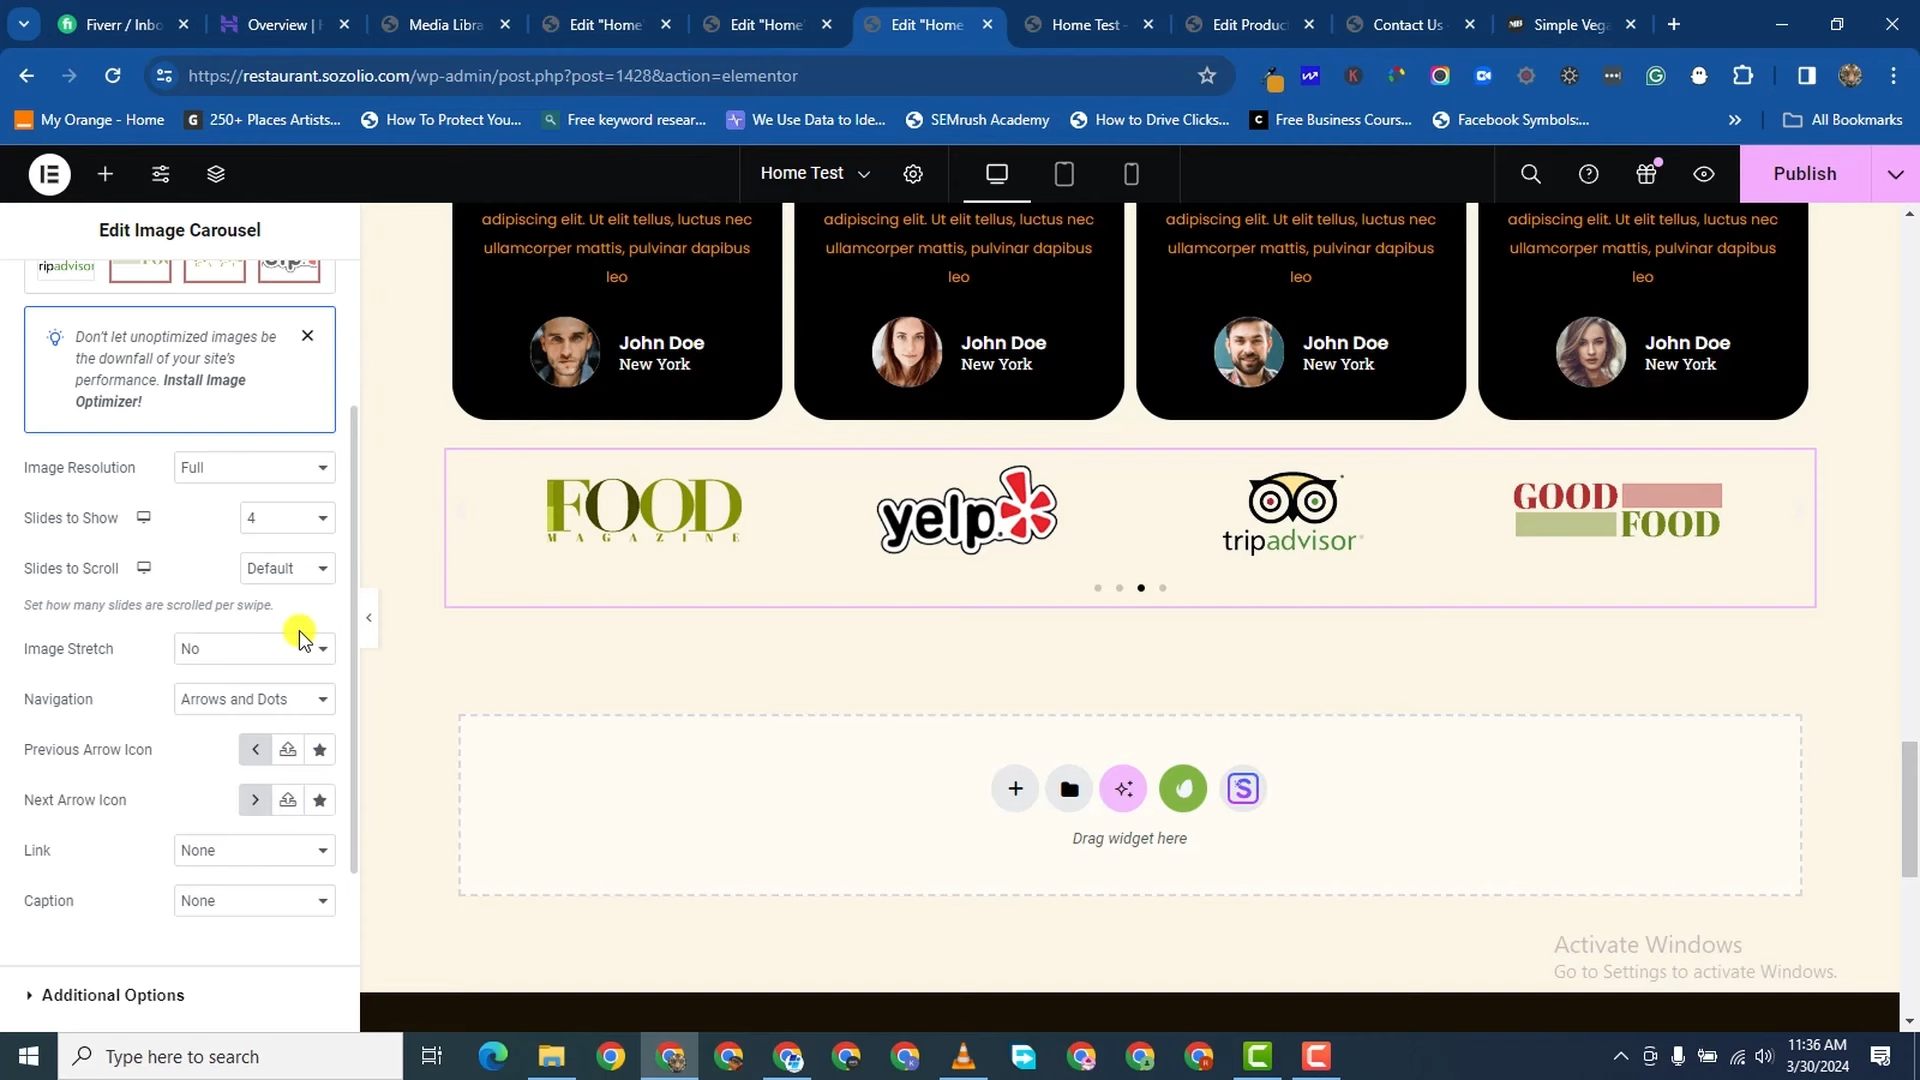 Fiverr / Inbo
Overview |
Media Libra
Edit "Home
Edit "Home
Edit "Home
Home Test -
Edit Produc
Contact Us -
Simple Vega
https://restaurant.sozolio.com/wp-admin/post.php?post=1428&action=elementor
My Orange - Home
250+ Places Artists...
How To Protect You...
Free keyword resear...
We Use Data to Ide...
SEMrush Academy
How to Drive Clicks...
Free Business Cours...
Facebook Symbols:...
All Bookmarks
Home Test
Publish
Edit Image Carousel
tripadvisor
Don't let unoptimized images be
the downfall of your site's
performance. Install Image
Optimizer!
Image Resolution
Full
Slides to Show
4
Slides to Scroll
Default
Set how many slides are scrolled per swipe.
Image Stretch
No
Navigation
Arrows and Dots
Previous Arrow Icon
Next Arrow Icon
Link
None
Caption
None
Additional Options
adipiscing elit. Ut elit tellus, luctus nec
ullamcorper mattis, pulvinar dapibus
leo
John Doe
New York
adipiscing elit. Ut elit tellus, luctus nec
ullamcorper mattis, pulvinar dapibus
leo
John Doe
New York
adipiscing elit. Ut elit tellus, luctus nec
ullamcorper mattis, pulvinar dapibus
leo
John Doe
New York
adipiscing elit. Ut elit tellus, luctus nec
ullamcorper mattis, pulvinar dapibus
leo
John Doe
New York
FOOD
MAGAZINE
yelp
tripadvisor
GOOD
FOOD
Drag widget here
Activate Windows
Go to Settings to activate Windows.
Type here to search
11:36 AM
3/30/2024